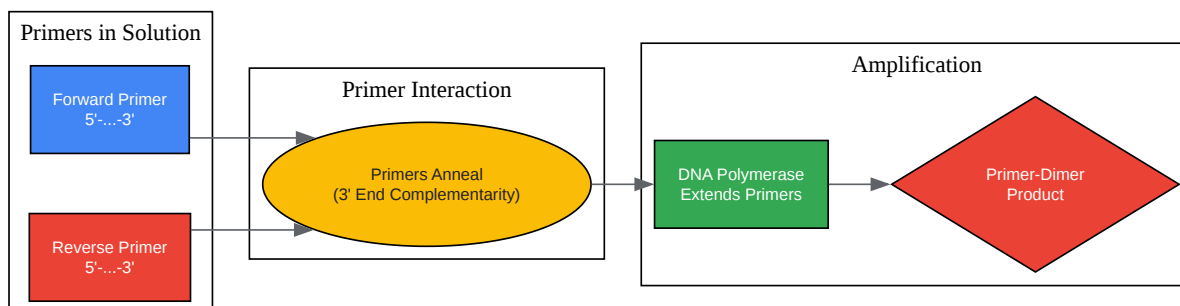 Primers in Solution
Forward Primer
5'-...-3'
Reverse Primer
5'-...-3'
Primer Interaction
Primers Anneal
(3' End Complementarity)
Amplification
DNA Polymerase
Extends Primers
Primer-Dimer
Product